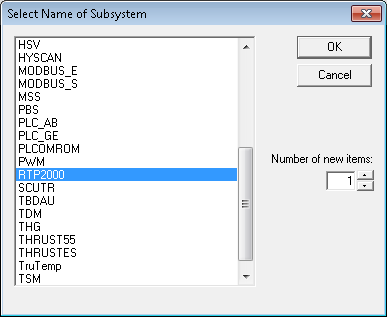 Select Name of Subsystem
HSV
HYSCAN
MODBUS_E
MODBUS_S
MSS
PBS
PLC_AB
PLC_GE
PLCOMROM
PWM
RTP2000
SCUTR
TBDAU
TDM
THG
THRUST55
THRUSTES
TruTemp
TSM
OK
Cancel
Number of new items:
1